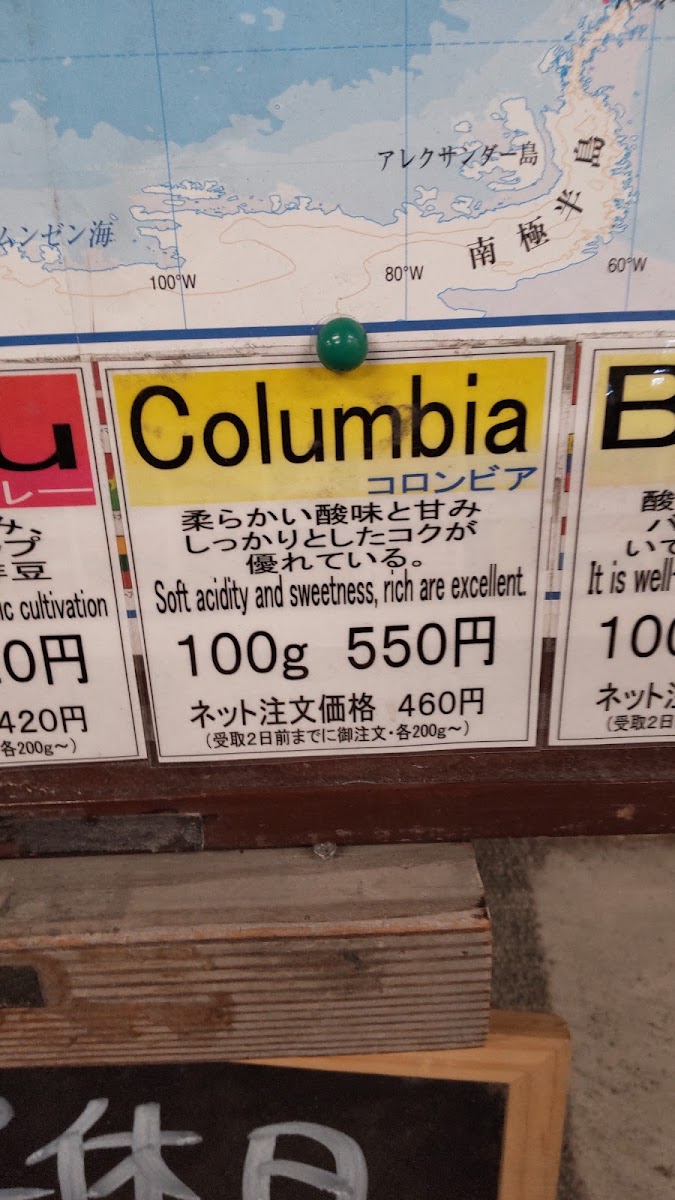 アレクサンダー島
南極半島
ムンゼン海
100°W
80°W
60°W
u
レー
み、
ップ
培豆
ic cultivation
0円
420円
各200g~)
Columbia
コロンビア
柔らかい酸味と甘み
しっかりとしたコクが
優れている。
Soft acidity and sweetness, rich are excellent.
100g 550円
ネット注文価格 460円
(受取2日前までに御注文・各200g~)
B
酸
バ
いて
It is well-
100
ネット注
(受取2日
休日